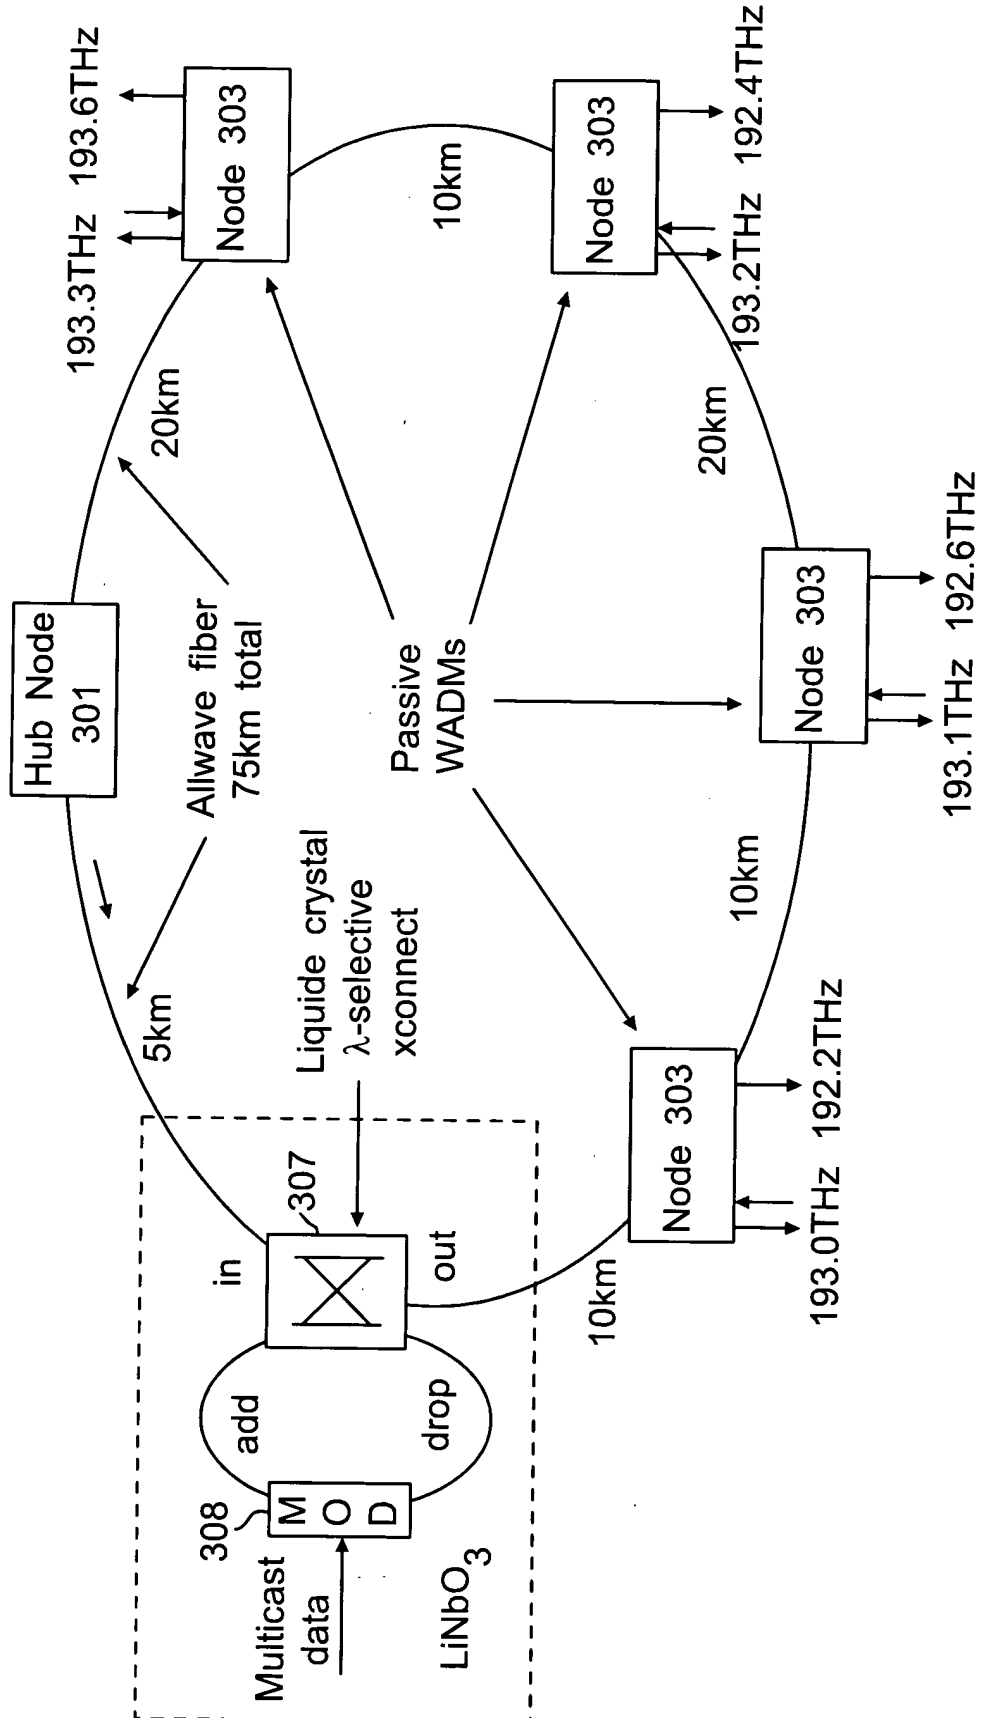 Hub Node
301
5km
20km
Allwave fiber
75km total
193.3THz 193.6THz
Node 303
10km
Node 303
193.2THz 192.4THz
20km
Passive
WADMs
Node 303
193.1THz 192.6THz
10km
Node 303
193.0THz 192.2THz
10km
Liquide crystal
λ-selective
xconnect
307
in
out
add
drop
308
M
O
D
Multicast
data
LiNbO3